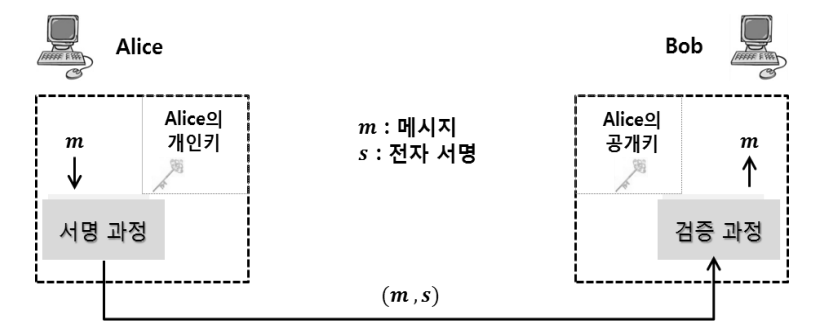 Alice
Bob
Alice의
개인키
m
서명 과정
m : 메시지
s : 전자 서명
Alice의
공개키
m
검증 과정
(m ,s)